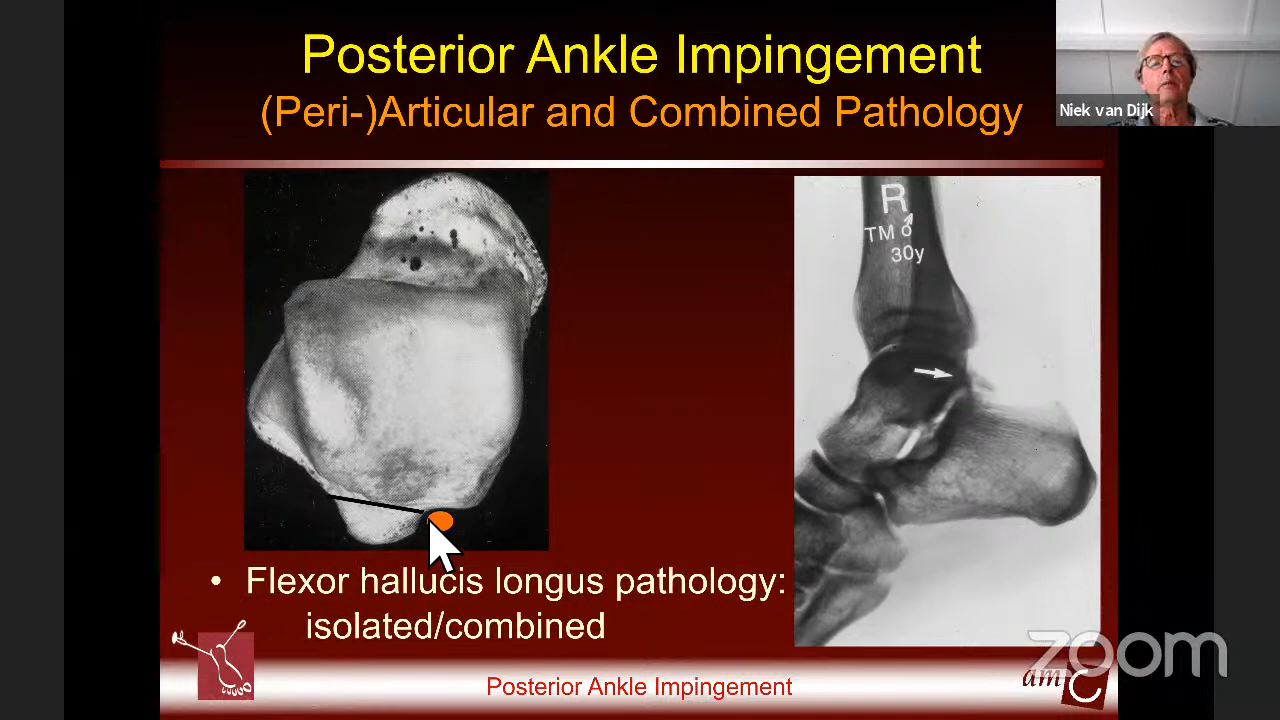 Posterior Ankle Impingement
(Peri-)Articular and Combined Pathology
Niek van Dijk
R
TM ♂
30y
• Flexor hallucis longus pathology:
isolated/combined
zoom
Posterior Ankle Impingement
amC